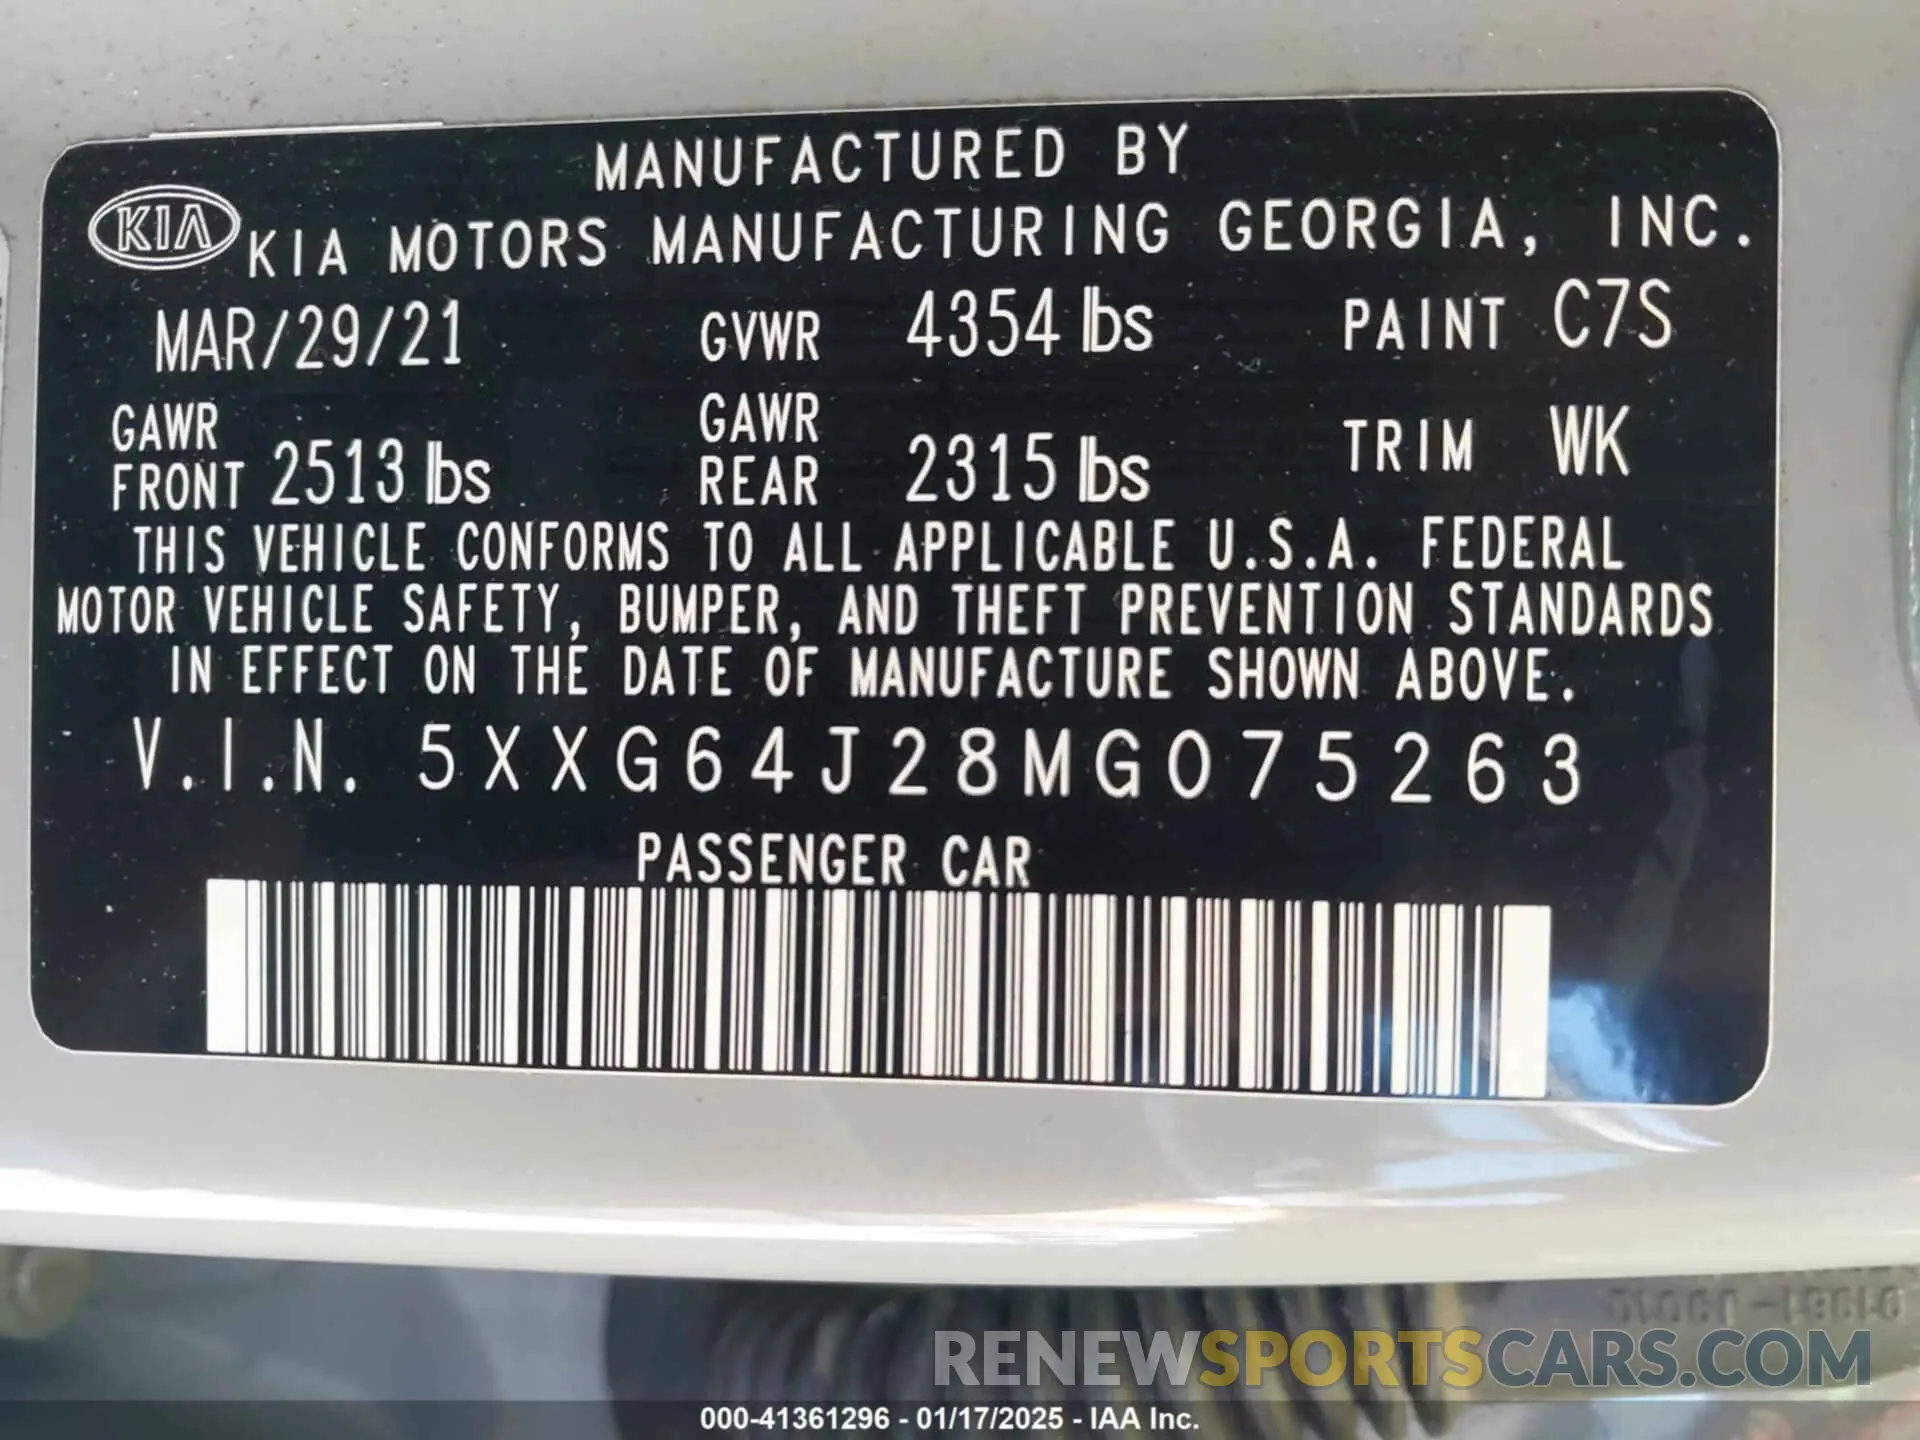 MANUFACTURED BY
KIA KIA MOTORS MANUFACTURING GEORGIA, INC.
MAR/29/21 GVWR 4354 lbs PAINT C7S
GAWR FRONT 2513 lbs GAWR REAR 2315 lbs TRIM WK
THIS VEHICLE CONFORMS TO ALL APPLICABLE U.S.A. FEDERAL
MOTOR VEHICLE SAFETY, BUMPER, AND THEFT PREVENTION STANDARDS
IN EFFECT ON THE DATE OF MANUFACTURE SHOWN ABOVE.
V.I.N. 5XXG64J28MG075263
PASSENGER CAR
RENEWSPORTSCARS.COM
000-41361296 - 01/17/2025 - IAA Inc.